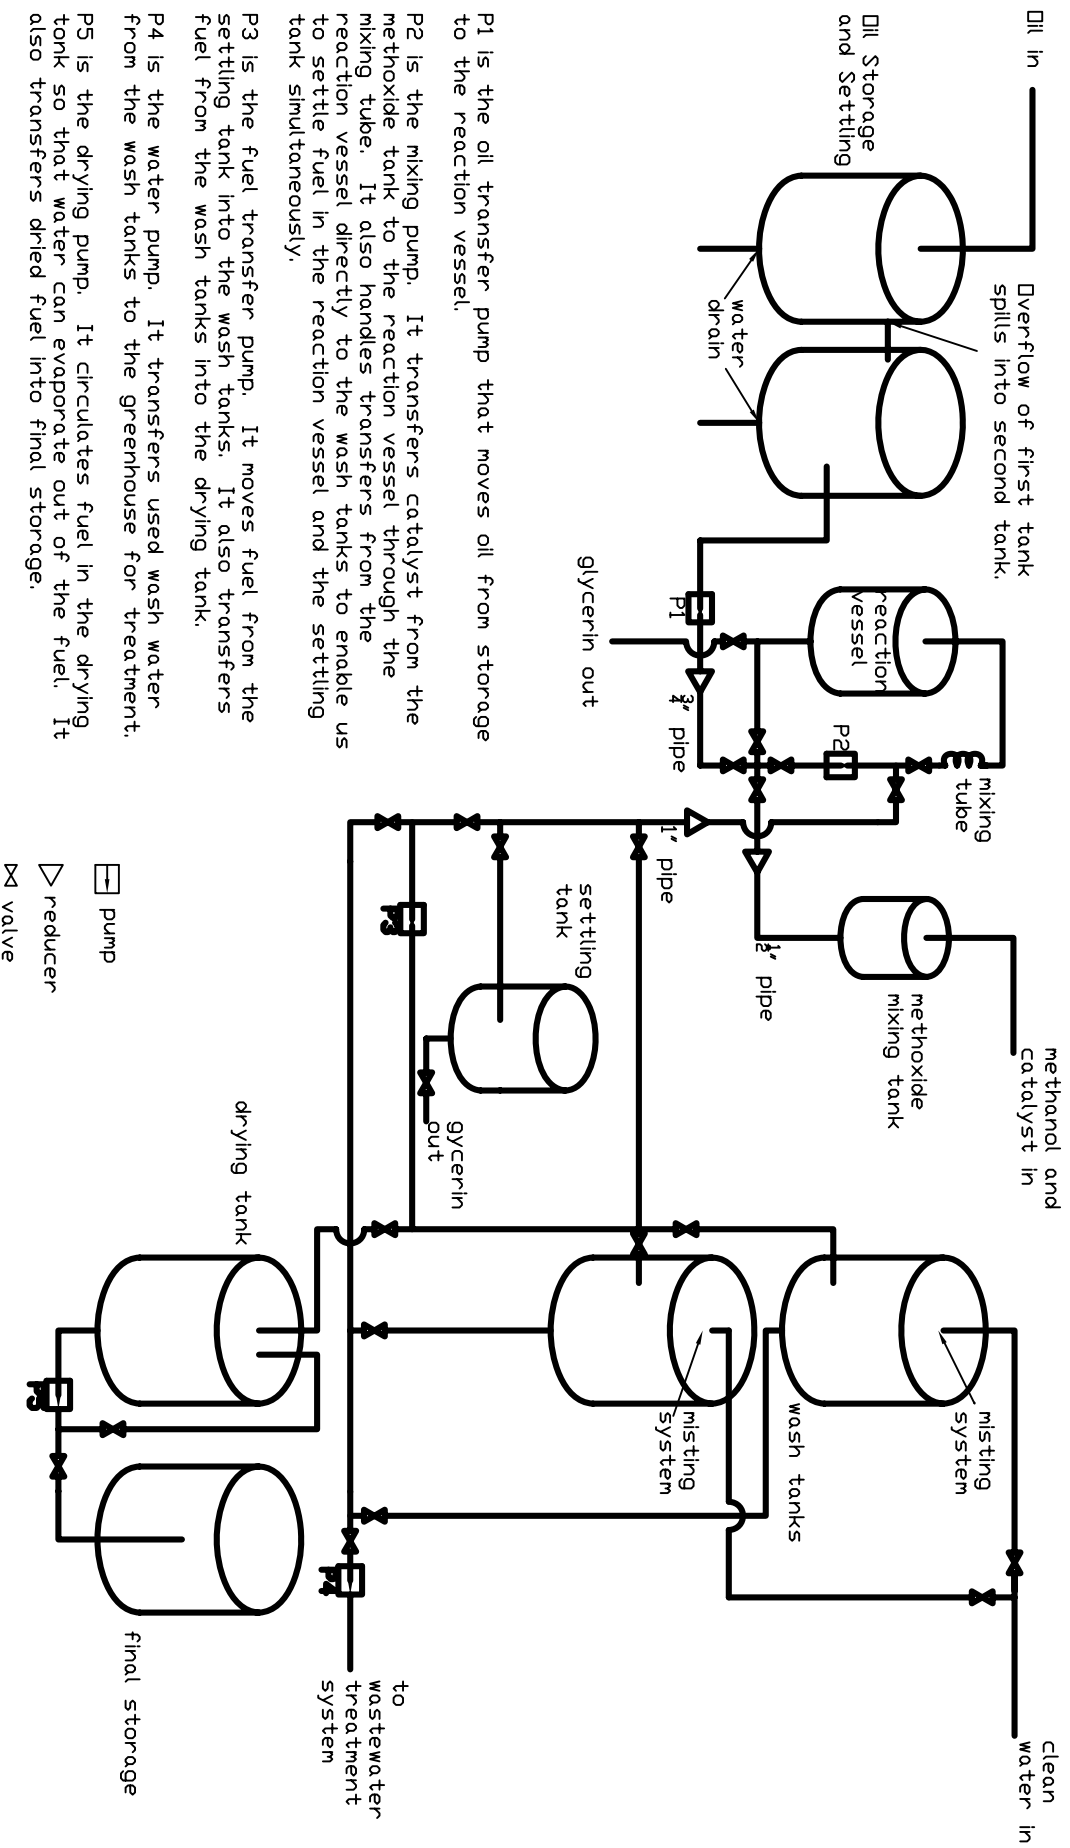 Oil in
Oil Storage
and Settling
Overflow of first tank
spills into second tank.
water
drain
P1
glycerin out
3/4" pipe
reaction
vessel
P2
mixing
tube
1" pipe
1/2" pipe
methoxide
mixing tank
methanol and
catalyst in
settling
tank
P3
gycerin
out
drying tank
misting
system
wash tanks
misting
system
clean
water in
P5
P4
final storage
to
wastewater
treatment
system
P1 is the oil transfer pump that moves oil from storage
to the reaction vessel.
P2 is the mixing pump. It transfers catalyst from the
methoxide tank to the reaction vessel through the
mixing tube. It also handles transfers from the
reaction vessel directly to the wash tanks to enable us
to settle fuel in the reaction vessel and the settling
tank simultaneously.
P3 is the fuel transfer pump. It moves fuel from the
settling tank into the wash tanks. It also transfers
fuel from the wash tanks into the drying tank.
P4 is the water pump. It transfers used wash water
from the wash tanks to the greenhouse for treatment.
P5 is the drying pump. It circulates fuel in the drying
tank so that water can evaporate out of the fuel. It
also transfers dried fuel into final storage.
pump
reducer
valve